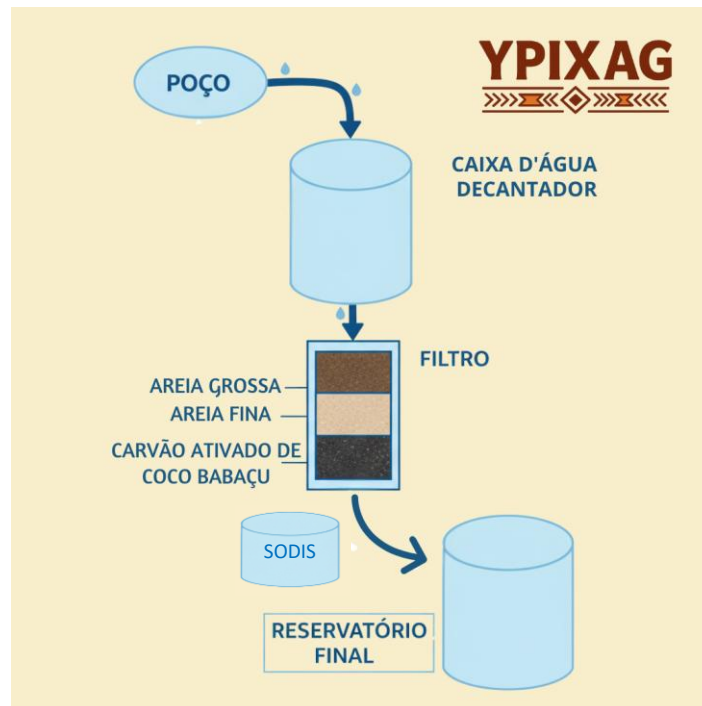 YPIXAG
POÇO
CAIXA D'ÁGUA
DECANTADOR
FILTRO
AREIA GROSSA
AREIA FINA
CARVÃO ATIVADO DE
COCO BABAÇU
SODIS
RESERVATÓRIO
FINAL